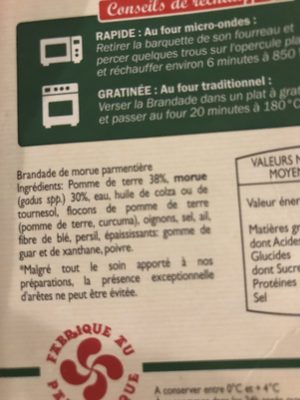 Conseils de
RAPIDE : Au four micro-ondes :
Retirer la barquette de son fourreau et
percer quelques trous sur l'opercule
et réchauffer environ 6 minutes à 850
GRATINÉE : Au four traditionnel :
Verser la Brandade dans un plat à
et passer au four 20 minutes à 180°C
Brandade de morue parmentière
Ingrédients: Pomme de terre 38%, morue
(gadus spp.) 30%, eau, huile de colza ou de
tournesol, flocons de pomme de terre
(pomme de terre, curcuma), oignons, sel, ail,
fibre de blé, persil, épaississants: gomme de
guar et de xanthane, poivre.
*Malgré tout le soin apporté à nos
préparations, la présence exceptionnelle
d'arêtes ne peut être évitée.
VALEURS
MOYEN
Valeur éner
Matières gr
dont Acides
Glucides
dont Sucre
Protéines
Sel
FABRIQUE AU
PA
QUE
A conserver entre 0°C et + 4°C